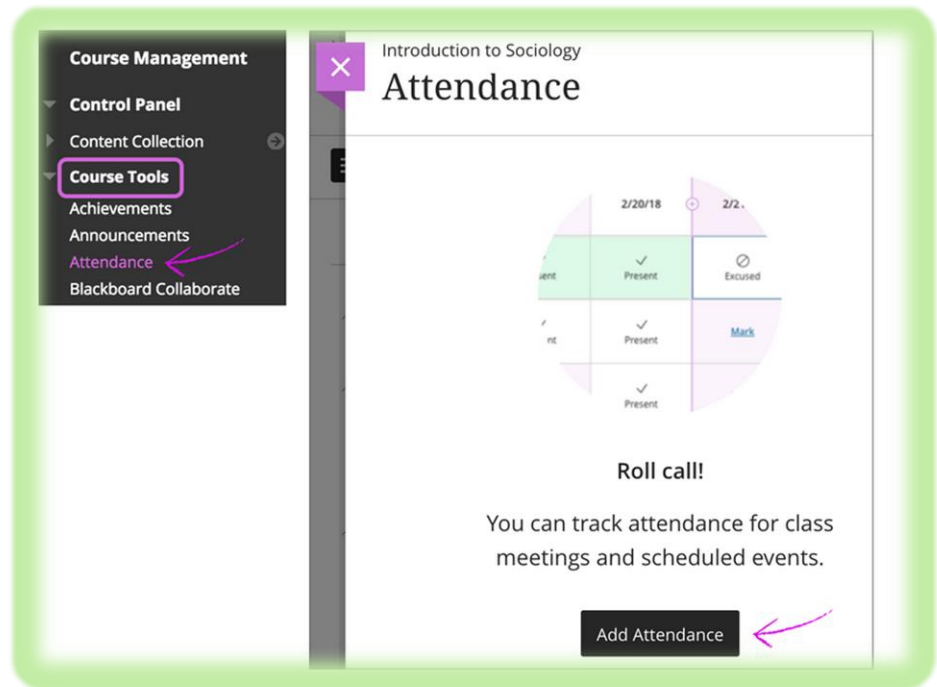 Course Management
Control Panel
Content Collection
Course Tools
Achievements
Announcements
Attendance
Blackboard Collaborate
Introduction to Sociology
Attendance
2/20/18
Present
Excused
Present
Mark
Present
Roll call!
You can track attendance for class
meetings and scheduled events.
Add Attendance